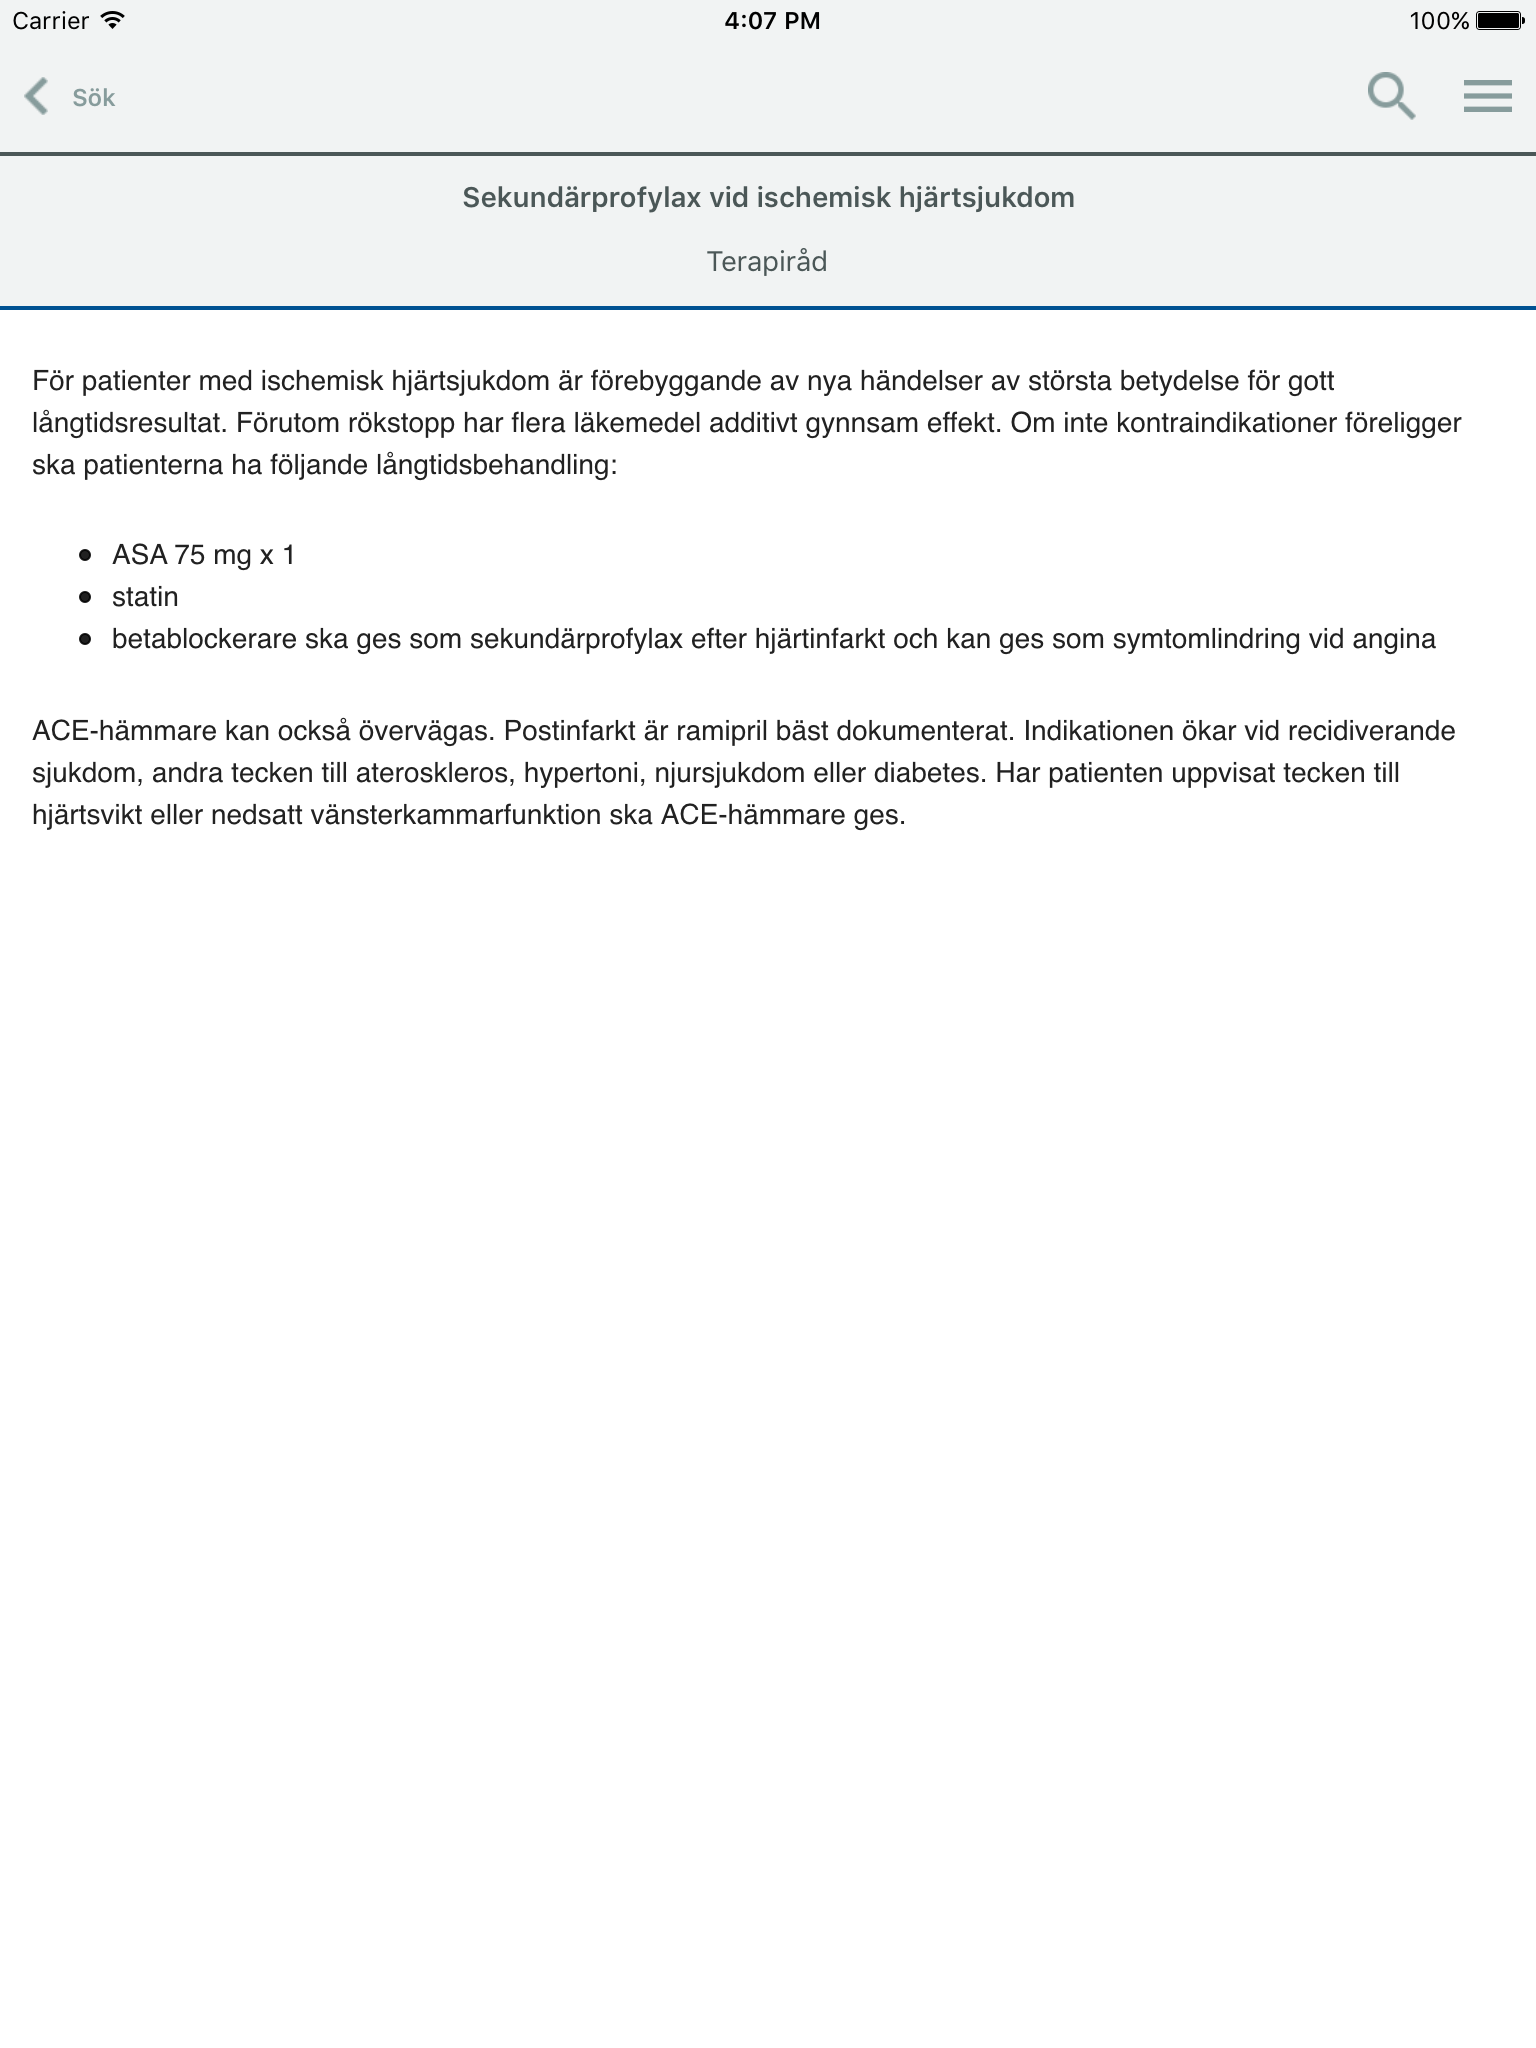 Carrier
4:07 PM
100%
Sök
Sekundärprofylax vid ischemisk hjärtsjukdom
Terapiråd
För patienter med ischemisk hjärtsjukdom är förebyggande av nya händelser av största betydelse för gott
långtidsresultat. Förutom rökstopp har flera läkemedel additivt gynnsam effekt. Om inte kontraindikationer föreligger
ska patienterna ha följande långtidsbehandling:
• ASA 75 mg x 1
• statin
• betablockerare ska ges som sekundärprofylax efter hjärtinfarkt och kan ges som symtomlindring vid angina
ACE-hämmare kan också övervägas. Postinfarkt är ramipril bäst dokumenterat. Indikationen ökar vid recidiverande
sjukdom, andra tecken till ateroskleros, hypertoni, njursjukdom eller diabetes. Har patienten uppvisat tecken till
hjärtsvikt eller nedsatt vänsterkammarfunktion ska ACE-hämmare ges.